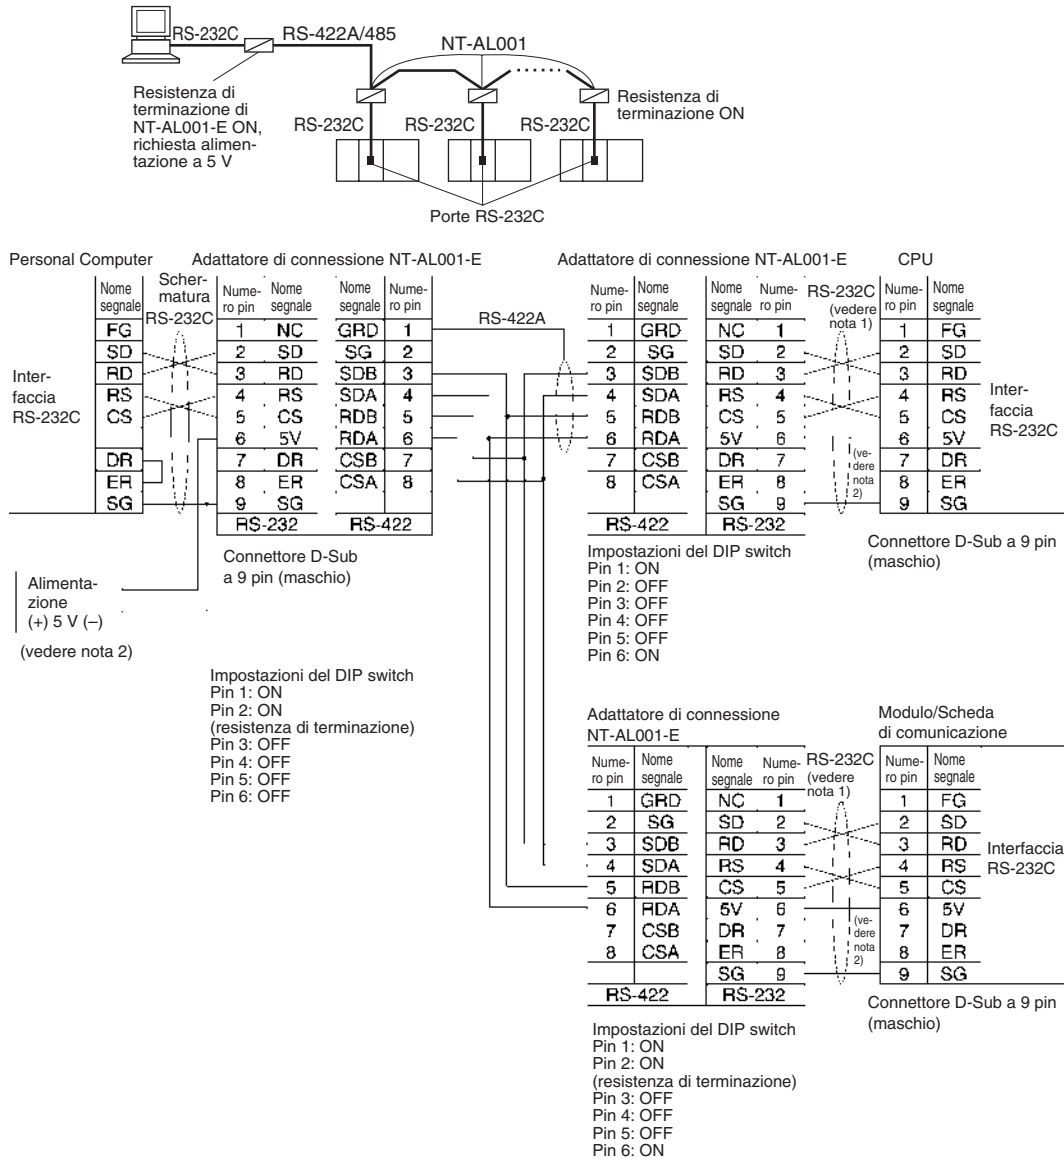 RS-232C
RS-422A/485
NT-AL001
Resistenza di
terminazione di
NT-AL001-E ON,
richiesta alimen-
tazione a 5 V
Resistenza di
terminazione ON
RS-232C
RS-232C
RS-232C
Porte RS-232C
Personal Computer
Adattatore di connessione NT-AL001-E
Adattatore di connessione NT-AL001-E
CPU
Inter-
faccia
RS-232C
Nome
segnale
FG
SD
RD
RS
CS
DR
ER
SG
Scher-
matura
RS-232C
Nume-
ro pin
Nome
segnale
1 NC
2 SD
3 RD
4 RS
5 CS
6 5V
7 DR
8 ER
9 SG
RS-232
Nome
segnale
Nume-
ro pin
GRD 1
SG 2
SDB 3
SDA 4
RDB 5
RDA 6
CSB 7
CSA 8
RS-422
RS-422A
Nume-
ro pin
Nome
segnale
1 GRD
2 SG
3 SDB
4 SDA
5 RDB
6 RDA
7 CSB
8 CSA
RS-422
Nome
segnale
Nume-
ro pin
NC 1
SD 2
RD 3
RS 4
CS 5
5V 6
DR 7
ER 8
SG 9
RS-232
RS-232C
(vedere
nota 1)
(ve-
dere
nota
2)
Nume-
ro pin
Nome
segnale
1 FG
2 SD
3 RD
4 RS
5 CS
6 5V
7 DR
8 ER
9 SG
Inter-
faccia
RS-232C
Connettore D-Sub
a 9 pin (maschio)
Connettore D-Sub a 9 pin
(maschio)
Alimenta-
zione
(+) 5 V (–)
(vedere nota 2)
Impostazioni del DIP switch
Pin 1: ON
Pin 2: OFF
Pin 3: OFF
Pin 4: OFF
Pin 5: OFF
Pin 6: ON
Impostazioni del DIP switch
Pin 1: ON
Pin 2: ON
(resistenza di terminazione)
Pin 3: OFF
Pin 4: OFF
Pin 5: OFF
Pin 6: OFF
Adattatore di connessione
NT-AL001-E
Modulo/Scheda
di comunicazione
Nume-
ro pin
Nome
segnale
1 GRD
2 SG
3 SDB
4 SDA
5 RDB
6 RDA
7 CSB
8 CSA
RS-422
Nome
segnale
Nume-
ro pin
NC 1
SD 2
RD 3
RS 4
CS 5
5V 6
DR 7
ER 8
SG 9
RS-232
RS-232C
(vedere
nota 1)
(ve-
dere
nota
2)
Nume-
ro pin
Nome
segnale
1 FG
2 SD
3 RD
4 RS
5 CS
6 5V
7 DR
8 ER
9 SG
Interfaccia
RS-232C
Connettore D-Sub a 9 pin
(maschio)
Impostazioni del DIP switch
Pin 1: ON
Pin 2: ON
(resistenza di terminazione)
Pin 3: OFF
Pin 4: OFF
Pin 5: OFF
Pin 6: ON